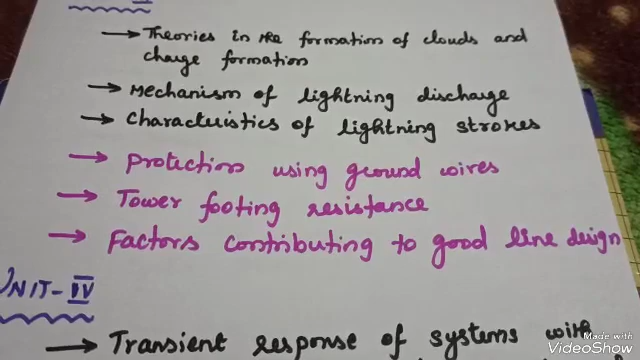 → Theories in the formation of clouds and
charge formation
→ Mechanism of lightning discharge
→ Characteristics of lightning strokes
→ Protection using ground wires
→ Tower footing resistance
→ Factors contributing to good line design
UNIT-IV
→ Transient response of systems with
Made with
VideoShow